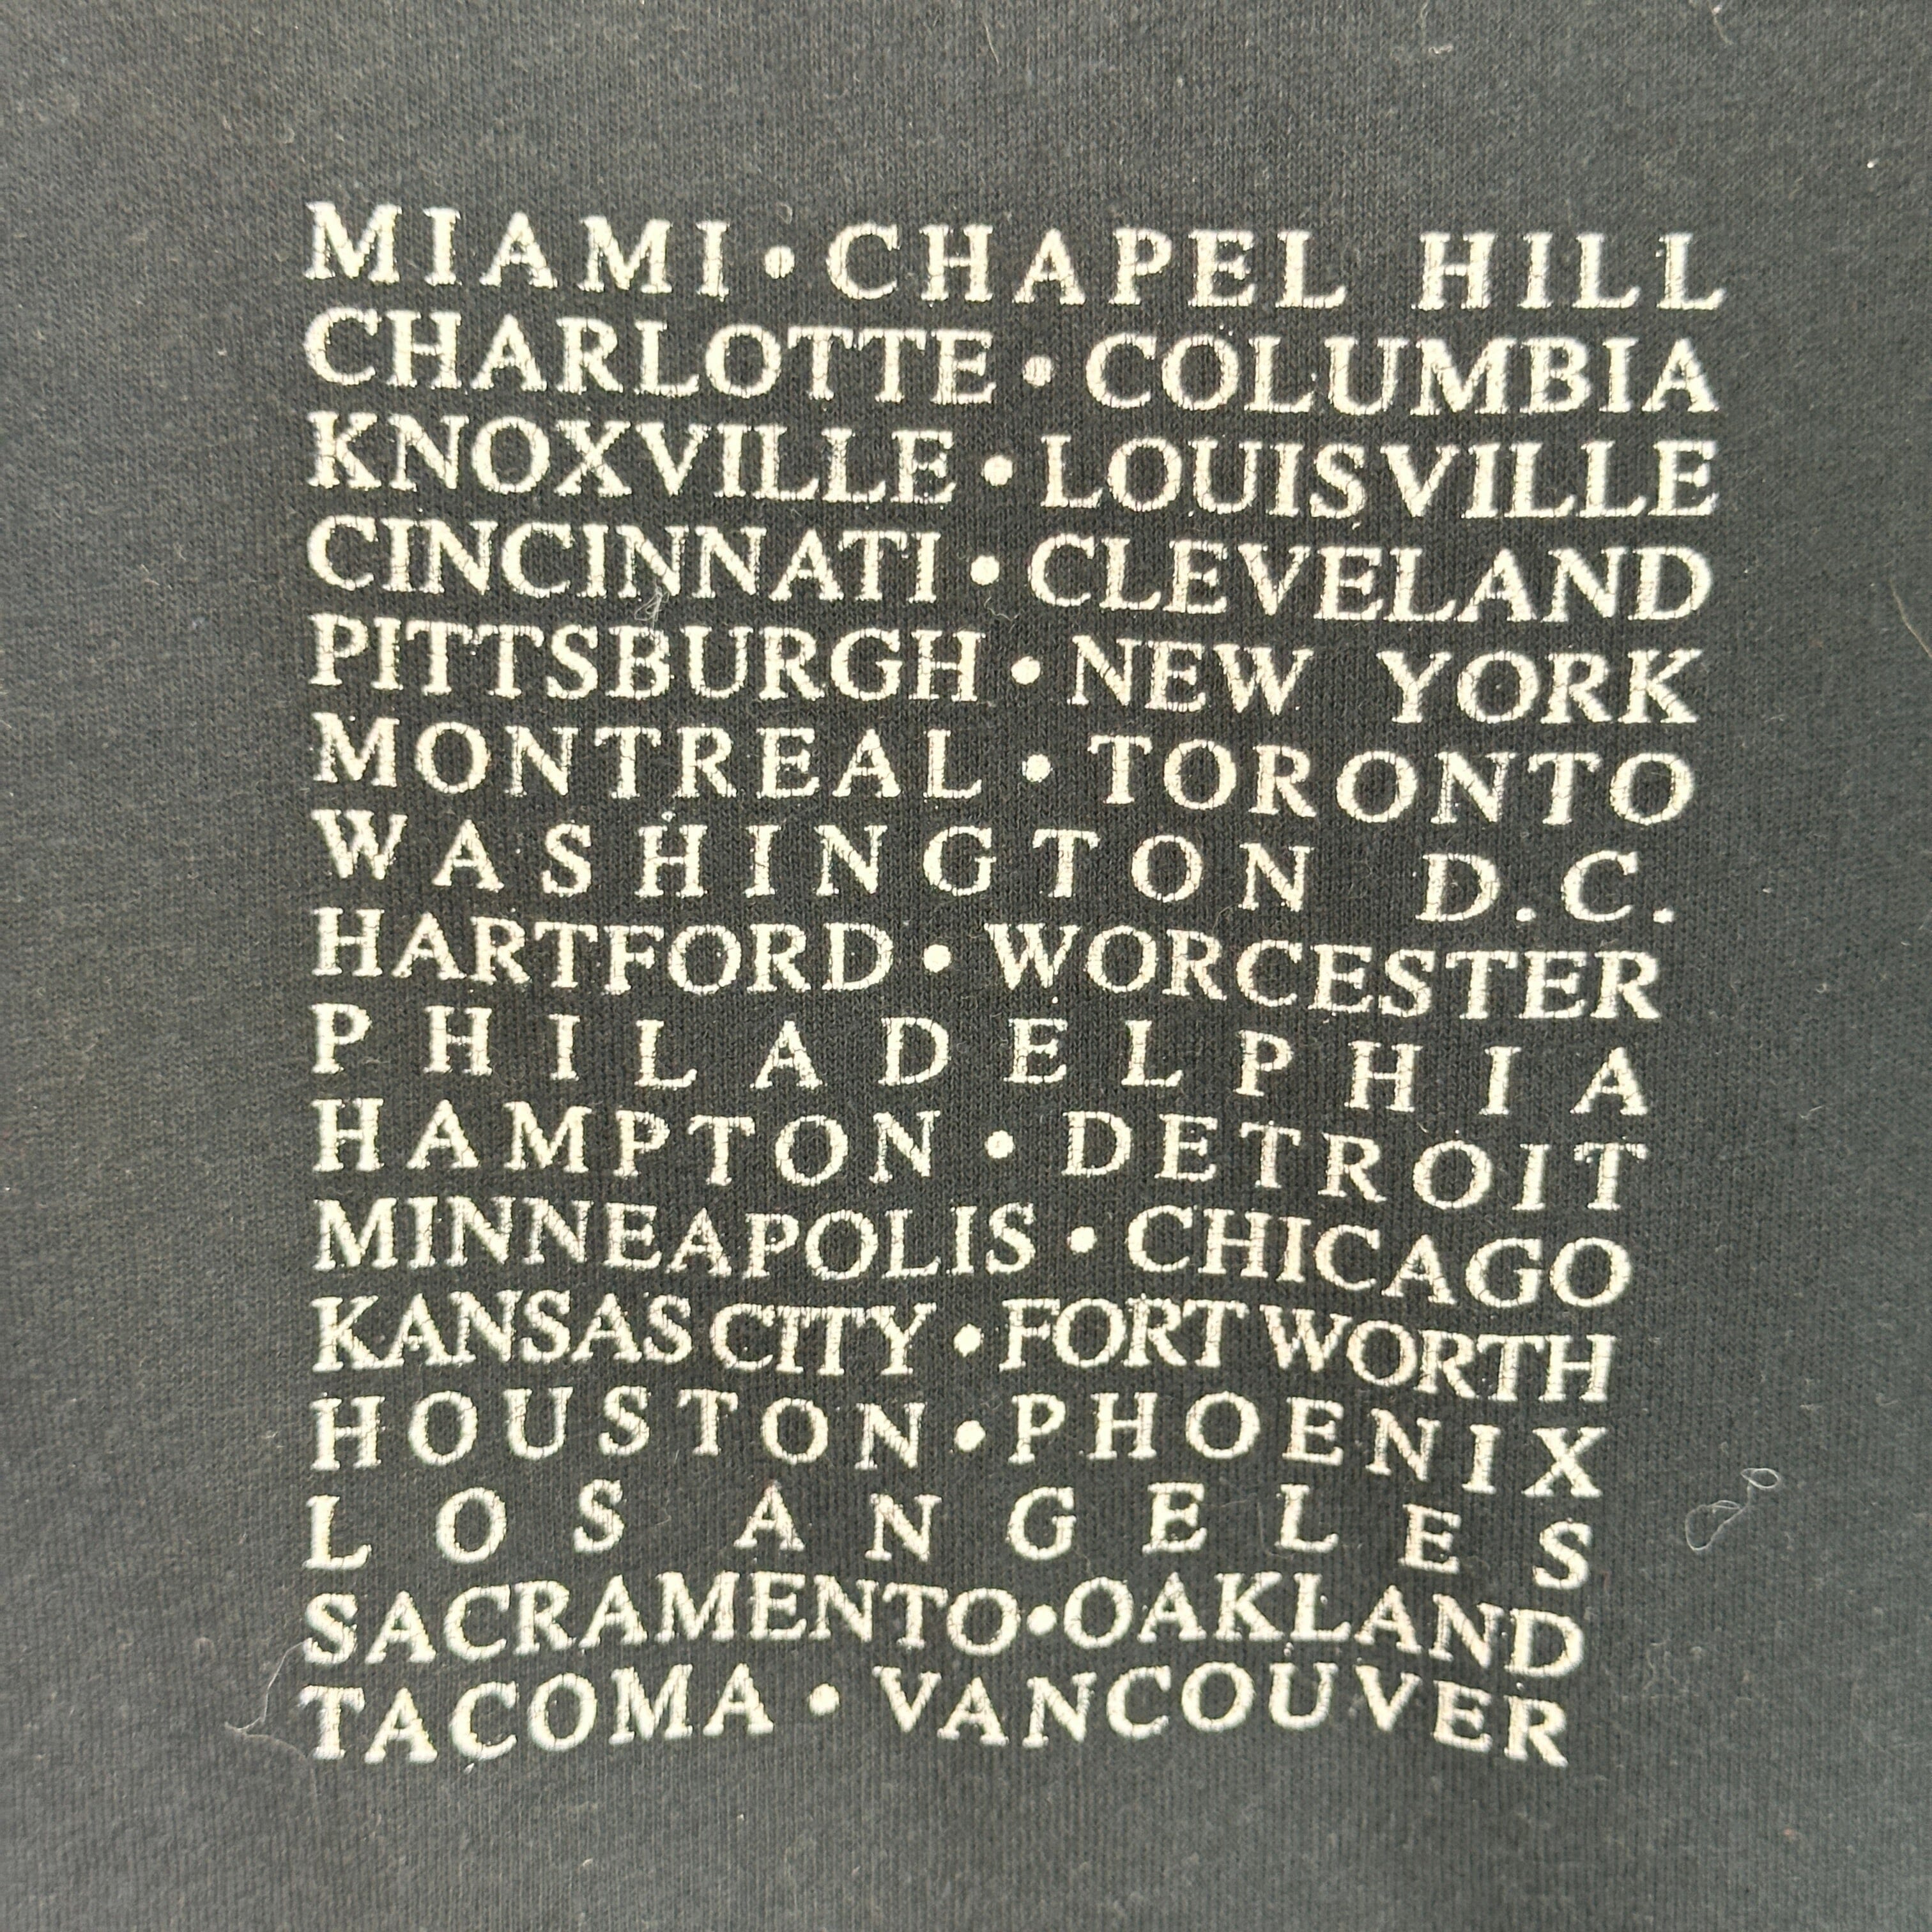 MIAMI • CHAPEL HILL
CHARLOTTE • COLUMBIA
KNOXVILLE • LOUISVILLE
CINCINNATI • CLEVELAND
PITTSBURGH • NEW YORK
MONTREAL • TORONTO
WASHINGTON D.C.
HARTFORD • WORCESTER
PHILADELPHIA
HAMPTON • DETROIT
MINNEAPOLIS • CHICAGO
KANSAS CITY • FORT WORTH
HOUSTON • PHOENIX
LOS ANGELES
SACRAMENTO • OAKLAND
TACOMA • VANCOUVER